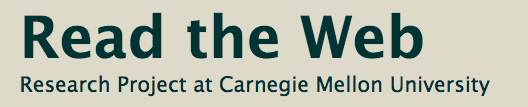 Read the Web
Research Project at Carnegie Mellon University